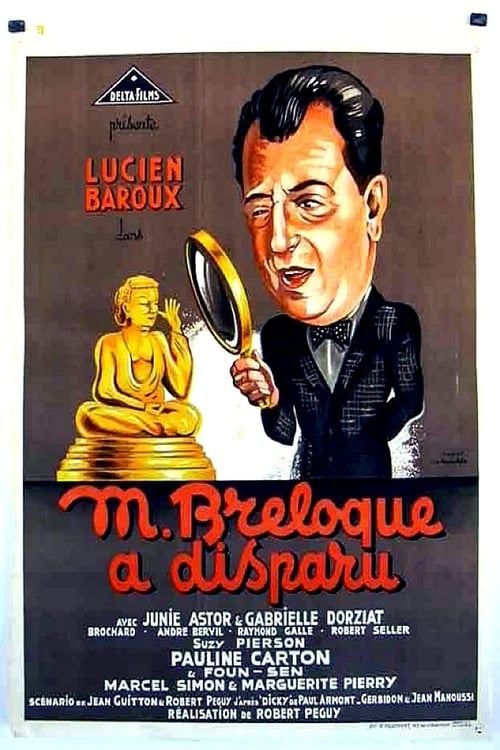 DELTA-FILMS
présente
LUCIEN
BAROUX
dans
M. Breloque
a disparu
AVEC JUNIE ASTOR & GABRIELLE DORZIAT
BROCHARD - ANDRE BERVIL - RAYMOND GALLE - ROBERT SELLER
SUZY PIERSON
PAULINE CARTON
& FOUN-SEN
MARCEL SIMON & MARGUERITE PIERRY
SCÉNARIO DE JEAN GUITTON & ROBERT PEGUY D'APRÈS "DICKY" DE PAUL ARMONT - GERBIDON & JEAN MANOUSSI
RÉALISATION DE ROBERT PEGUY